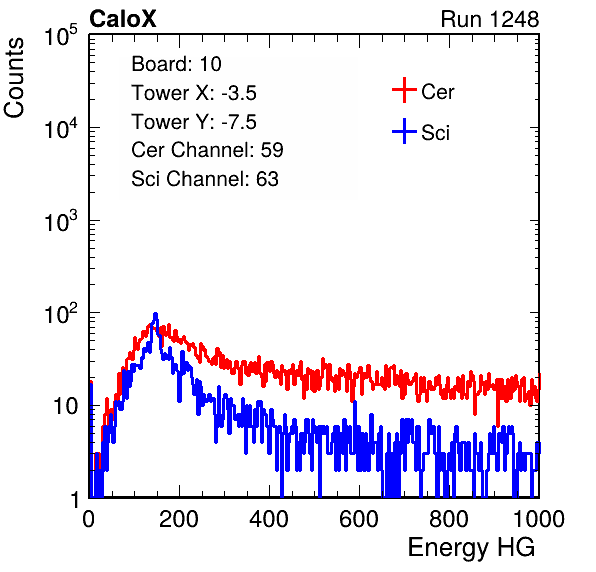 CaloX Run 1248
Counts
Board: 10
Tower X: -3.5
Tower Y: -7.5
Cer Channel: 59
Sci Channel: 63
Cer
Sci
10^5
10^4
10^3
10^2
10
1
0 200 400 600 800 1000
Energy HG